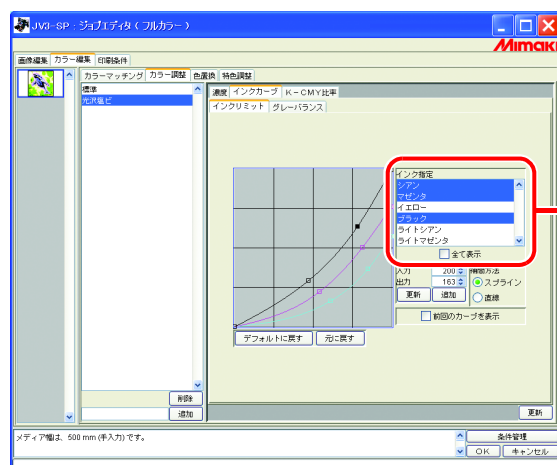 JV3-SP : ジョブエディタ ( フルカラー )
Mimaki
画像編集 カラー編集 印刷条件
カラーマッチング カラー調整 色置換 特色調整
標準
光沢塩ビ
濃度 インクカーブ K-CMY比率
インクリミット グレーバランス
インク指定
シアン
マゼンタ
イエロー
ブラック
ライトシアン
ライトマゼンタ
全て表示
入力 200 補間方法
出力 163 スプライン
更新 追加 直線
前回のカーブを表示
デフォルトに戻す 元に戻す
削除
追加 更新
メディア幅は、500 mm (手入力) です。 条件管理
OK キャンセル